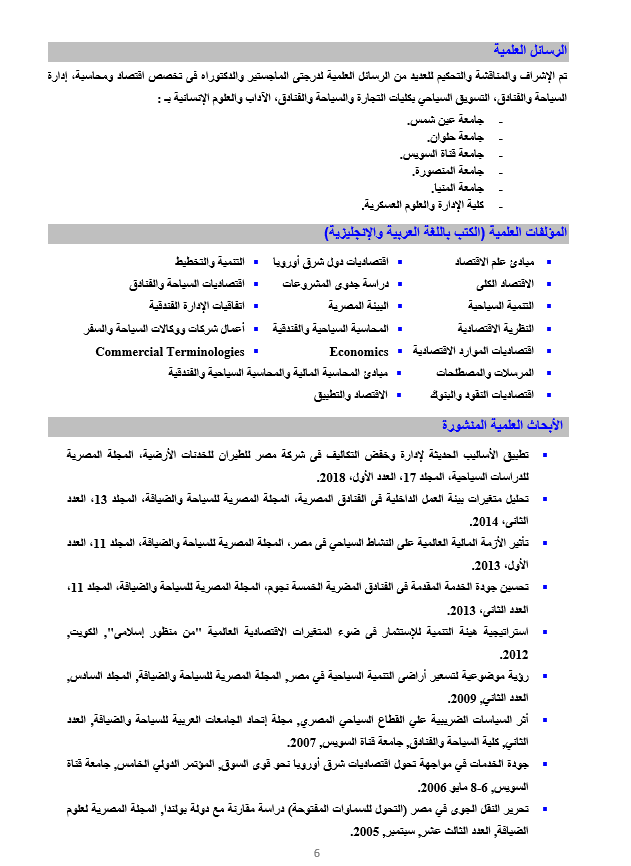 الرسائل العلمية
تم الإشراف والمناقشة والتحكيم للعديد من الرسائل العلمية لدرجتى الماجستير والدكتوراه فى تخصص اقتصاد ومحاسبة، إدارة
السياحة والفنادق، التسويق السياحي بكليات التجارة والسياحة والفنادق، الآداب والعلوم الإنسانية بـ :
- جامعة عين شمس.
- جامعة حلوان.
- جامعة قناة السويس.
- جامعة المنصورة.
- جامعة المنيا.
- كلية الإدارة والعلوم العسكرية.
المؤلفات العلمية (الكتب باللغة العربية والإنجليزية)
▪ مبادئ علم الاقتصاد ▪ اقتصاديات دول شرق أوروبا ▪ التنمية والتخطيط
▪ الاقتصاد الكلى ▪ دراسة جدوى المشروعات ▪ اقتصاديات السياحة والفنادق
▪ التنمية السياحية ▪ البيئة المصرية ▪ اتفاقيات الإدارة الفندقية
▪ النظرية الاقتصادية ▪ المحاسبة السياحية والفندقية ▪ أعمال شركات ووكالات السياحة والسفر
▪ اقتصاديات الموارد الاقتصادية ▪ Economics ▪ Commercial Terminologies
▪ المرسلات والمصطلحات ▪ مبادئ المحاسبة المالية والمحاسبة السياحية والفندقية
▪ اقتصاديات النقود والبنوك ▪ الاقتصاد والتطبيق
الأبحاث العلمية المنشورة
▪ تطبيق الأساليب الحديثة لإدارة وخفض التكاليف فى شركة مصر للطيران للخدنات الأرضية، المجلة المصرية
للدراسات السياحية، المجلد 17، العدد الأول، 2018.
▪ تحليل متغيرات بيئة العمل الداخلية فى الفنادق المصرية، المجلة المصرية للسياحة والضيافة، المجلد 13، العدد
الثانى، 2014.
▪ تأثير الأزمة المالية العالمية على النشاط السياحي فى مصر، المجلة المصرية للسياحة والضيافة، المجلد 11، العدد
الأول، 2013.
▪ تحسين جودة الخدمة المقدمة فى الفنادق المضرية الخمسة نجوم، المجلة المصرية للسياحة والضيافة، المجلد 11،
العدد الثانى، 2013.
▪ استراتيجية هيئة التنمية للإستثمار فى ضوء المتغيرات الاقتصادية العالمية "من منظور إسلامى", الكويت,
2012.
▪ رؤية موضوعية لتسعير أراضى التنمية السياحية في مصر, المجلة المصرية للسياحة والضيافة, المجلد السادس,
العدد الثاني, 2009.
▪ أثر السياسات الضريبية علي القطاع السياحي المصري, مجلة إتحاد الجامعات العربية للسياحة والضيافة, العدد
الثاني, كلية السياحة والفنادق, جامعة قناة السويس, 2007.
▪ جودة الخدمات في مواجهة تحول اقتصاديات شرق أوروبا نحو قوى السوق, المؤتمر الدولي الخامس, جامعة قناة
السويس, 6-8 مايو 2006.
▪ تحرير النقل الجوى في مصر (التحول للسماوات المفتوحة) دراسة مقارنة مع دولة بولندا, المجلة المصرية لعلوم
الضيافة, العدد الثالث عشر, سبتمبر, 2005.
6